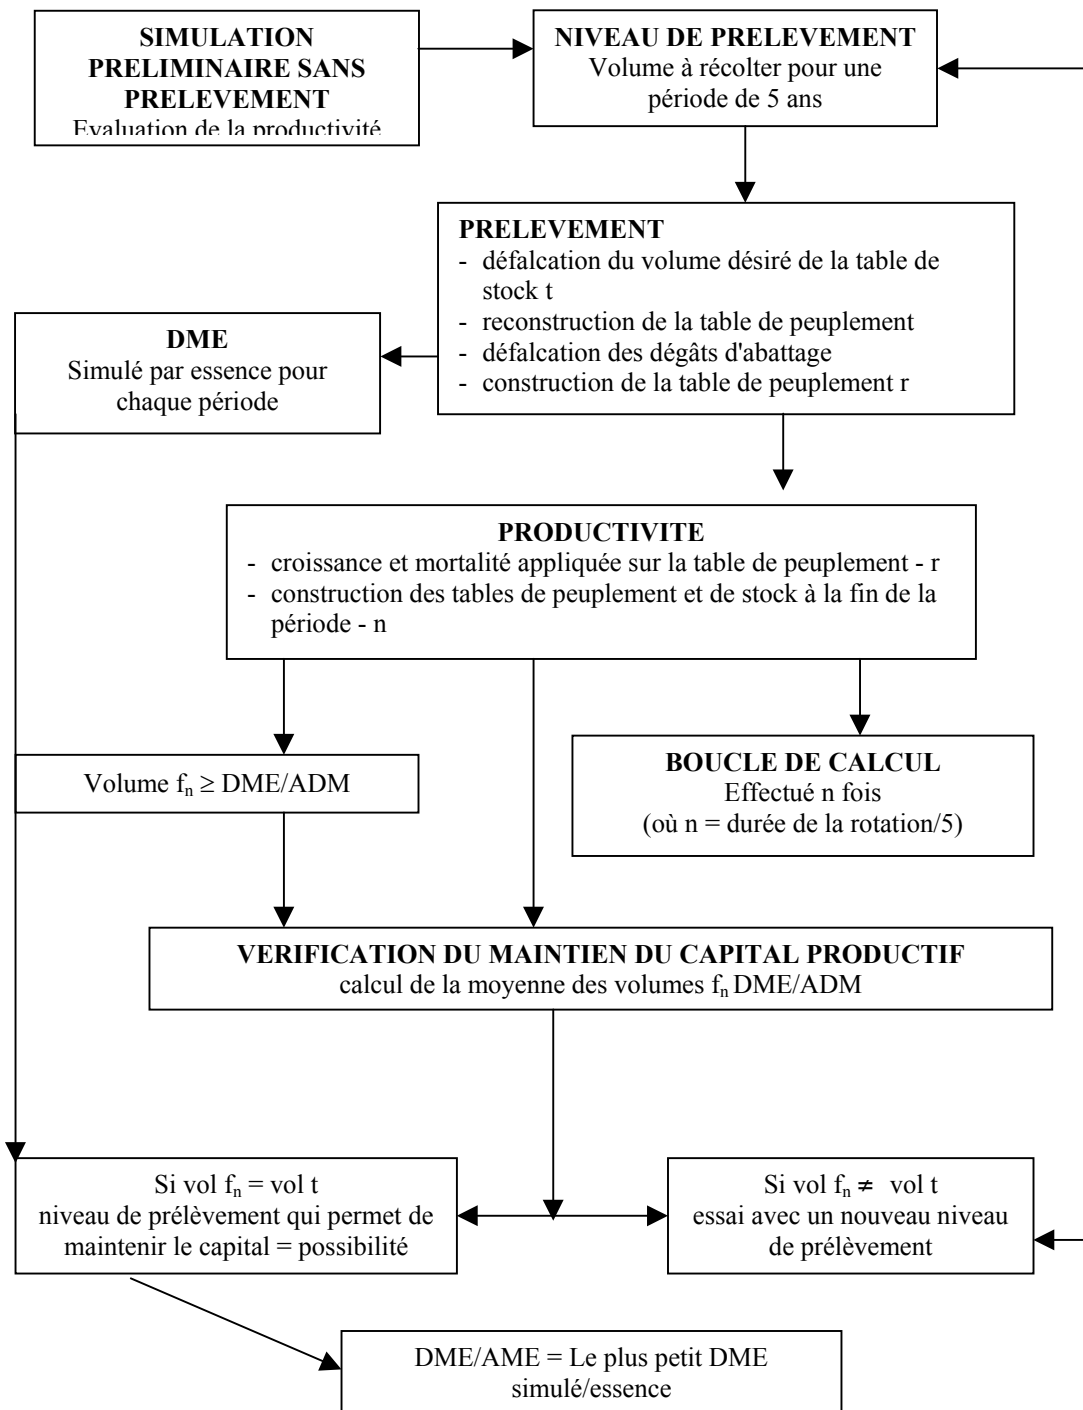 SIMULATION
PRELIMINAIRE SANS
PRELEVEMENT
Evaluation de la productivité
NIVEAU DE PRELEVEMENT
Volume à récolter pour une
période de 5 ans
PRELEVEMENT
- défalcation du volume désiré de la table de
stock t
- reconstruction de la table de peuplement
- défalcation des dégâts d'abattage
- construction de la table de peuplement r
DME
Simulé par essence pour
chaque période
PRODUCTIVITE
- croissance et mortalité appliquée sur la table de peuplement - r
- construction des tables de peuplement et de stock à la fin de la
période - n
Volume fn ≥ DME/ADM
BOUCLE DE CALCUL
Effectué n fois
(où n = durée de la rotation/5)
VERIFICATION DU MAINTIEN DU CAPITAL PRODUCTIF
calcul de la moyenne des volumes fn DME/ADM
Si vol fn = vol t
niveau de prélèvement qui permet de
maintenir le capital = possibilité
Si vol fn ≠ vol t
essai avec un nouveau niveau
de prélèvement
DME/AME = Le plus petit DME
simulé/essence